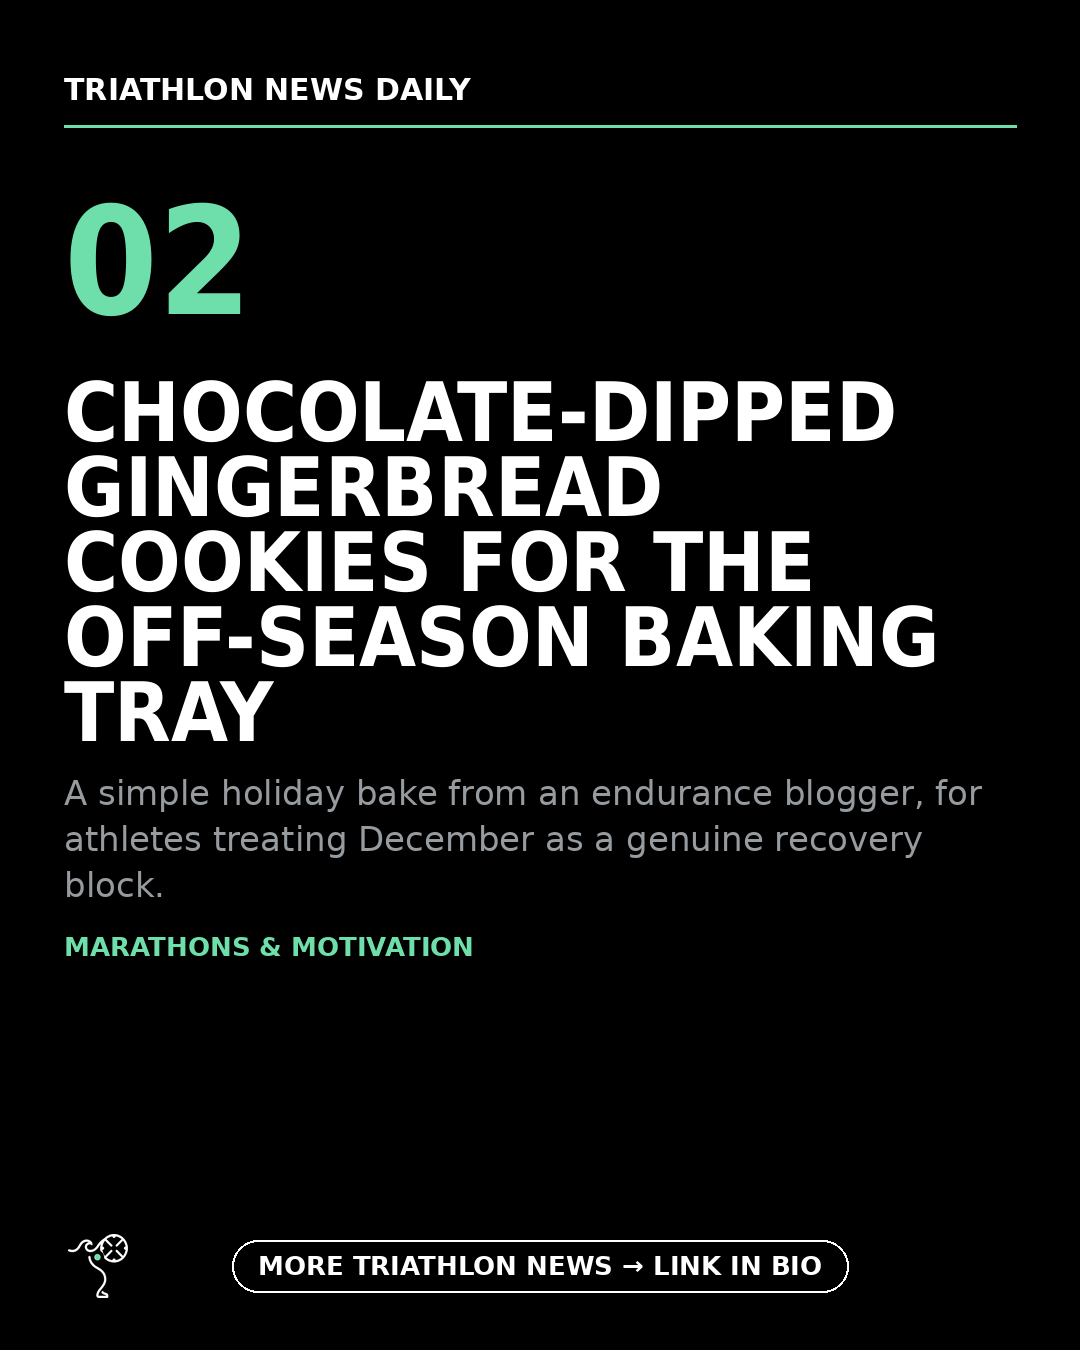 TRIATHLON NEWS DAILY
02
CHOCOLATE-DIPPED
GINGERBREAD
COOKIES FOR THE
OFF-SEASON BAKING
TRAY
A simple holiday bake from an endurance blogger, for
athletes treating December as a genuine recovery
block.
MARATHONS & MOTIVATION
MORE TRIATHLON NEWS → LINK IN BIO